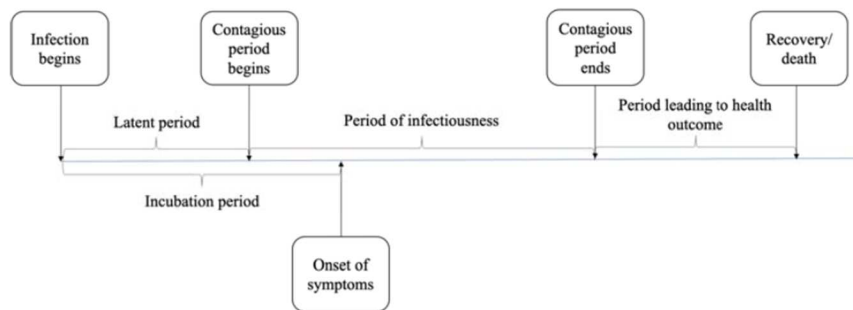 Infection
begins
Contagious
period
begins
Contagious
period
ends
Recovery/
death
Latent period
Period of infectiousness
Period leading to health
outcome
Incubation period
Onset of
symptoms